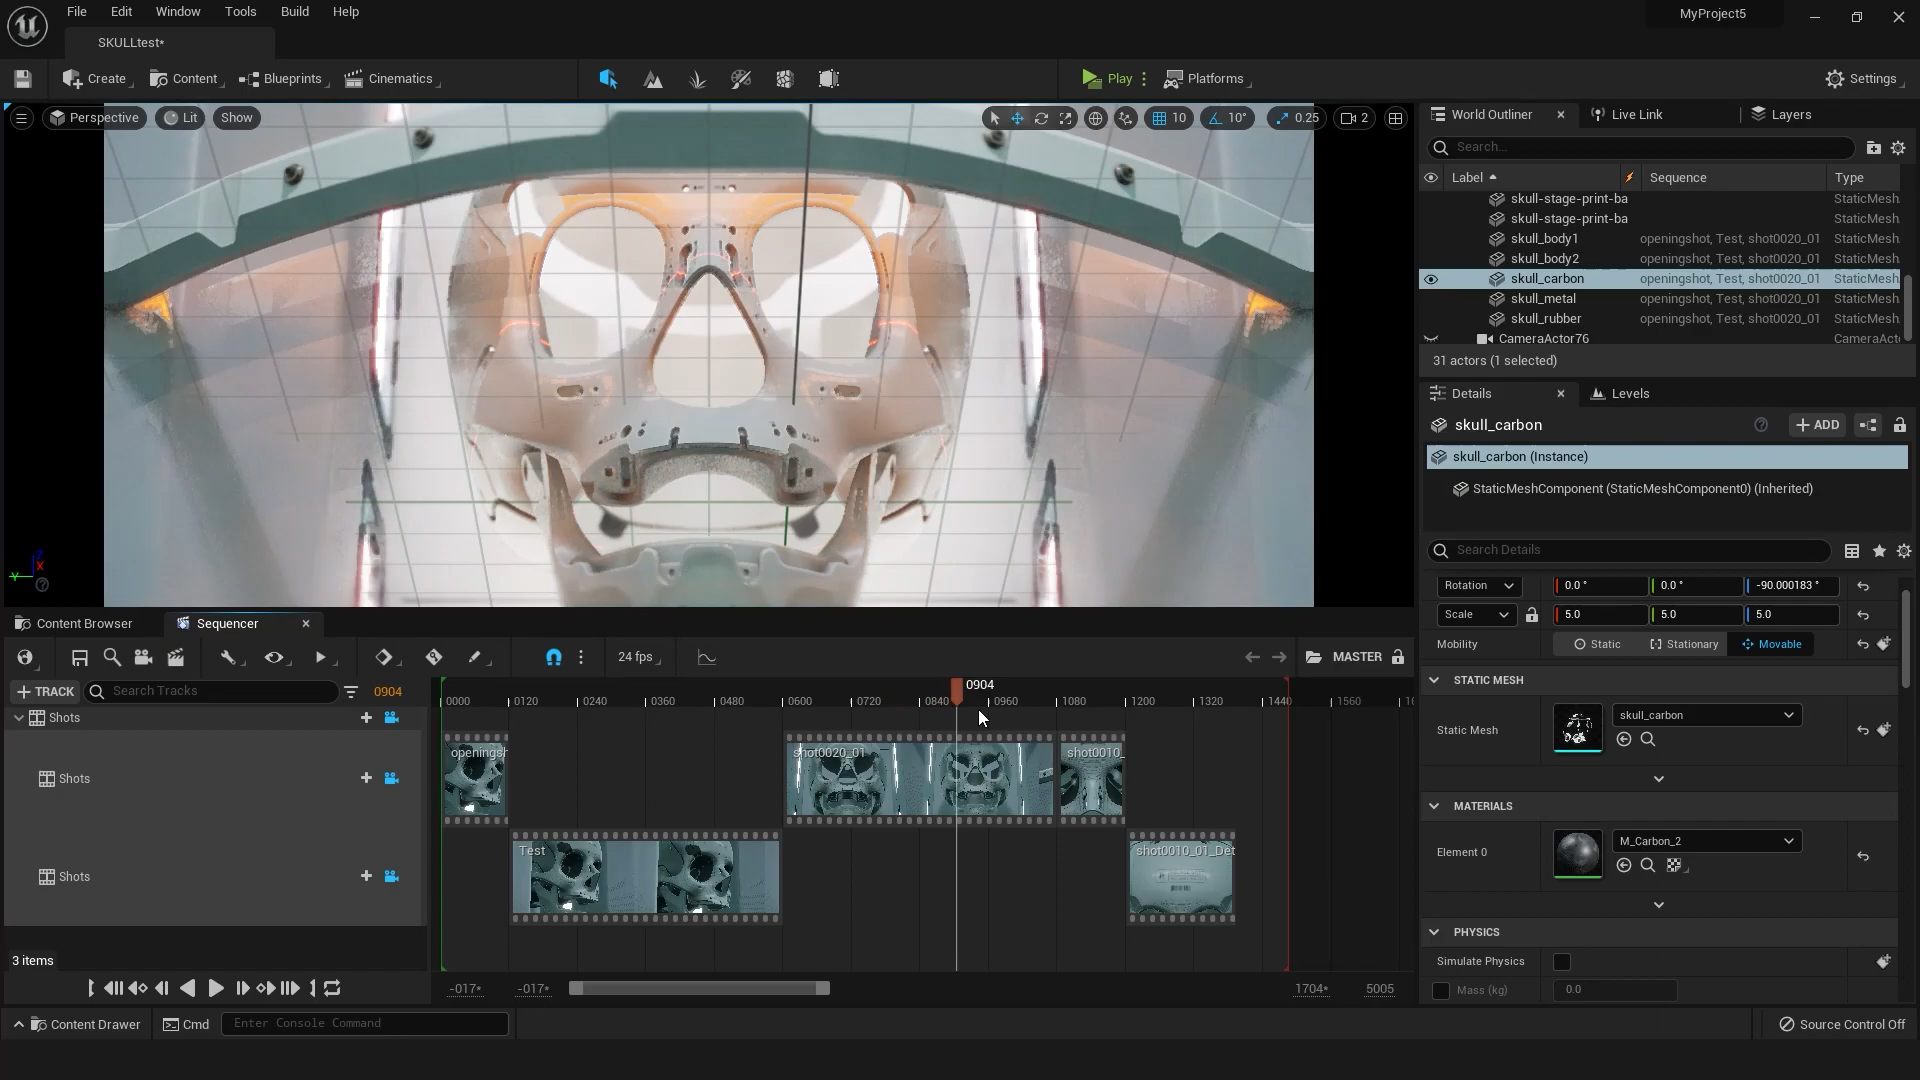 File Edit Window Tools Build Help
MyProject5
SKULLtest*
Create Content Blueprints Cinematics Play Platforms Settings
Perspective Lit Show 10 10° 0.25 2
World Outliner Live Link Layers
Search...
Label Sequence Type
skull-stage-print-ba StaticMesh
skull-stage-print-ba StaticMesh
skull_body1 openingshot, Test, shot0020_01 StaticMesh
skull_body2 openingshot, Test, shot0020_01 StaticMesh
skull_carbon openingshot, Test, shot0020_01 StaticMesh
skull_metal openingshot, Test, shot0020_01 StaticMesh
skull_rubber openingshot, Test, shot0020_01 StaticMesh
CameraActor76 CameraAct
31 actors (1 selected)
Details Levels
skull_carbon + ADD
skull_carbon (Instance)
StaticMeshComponent (StaticMeshComponent0) (Inherited)
Search Details
Rotation 0.0 ° 0.0 ° -90.000183 °
Scale 5.0 5.0 5.0
Mobility Static Stationary Movable
STATIC MESH
Static Mesh skull_carbon
MATERIALS
Element 0 M_Carbon_2
PHYSICS
Simulate Physics
Mass (kg) 0.0
Z
X
Y
Content Browser Sequencer
24 fps MASTER
+ TRACK Search Tracks 0904
0904
0000 0120 0240 0360 0480 0600 0720 0840 0960 1080 1200 1320 1440 1560 16
Shots
openingsh shot0020_01 shot0010_
Shots
Test shot0010_01_Det
Shots
3 items
-017* -017* 1704* 5005
Content Drawer Cmd Enter Console Command Source Control Off